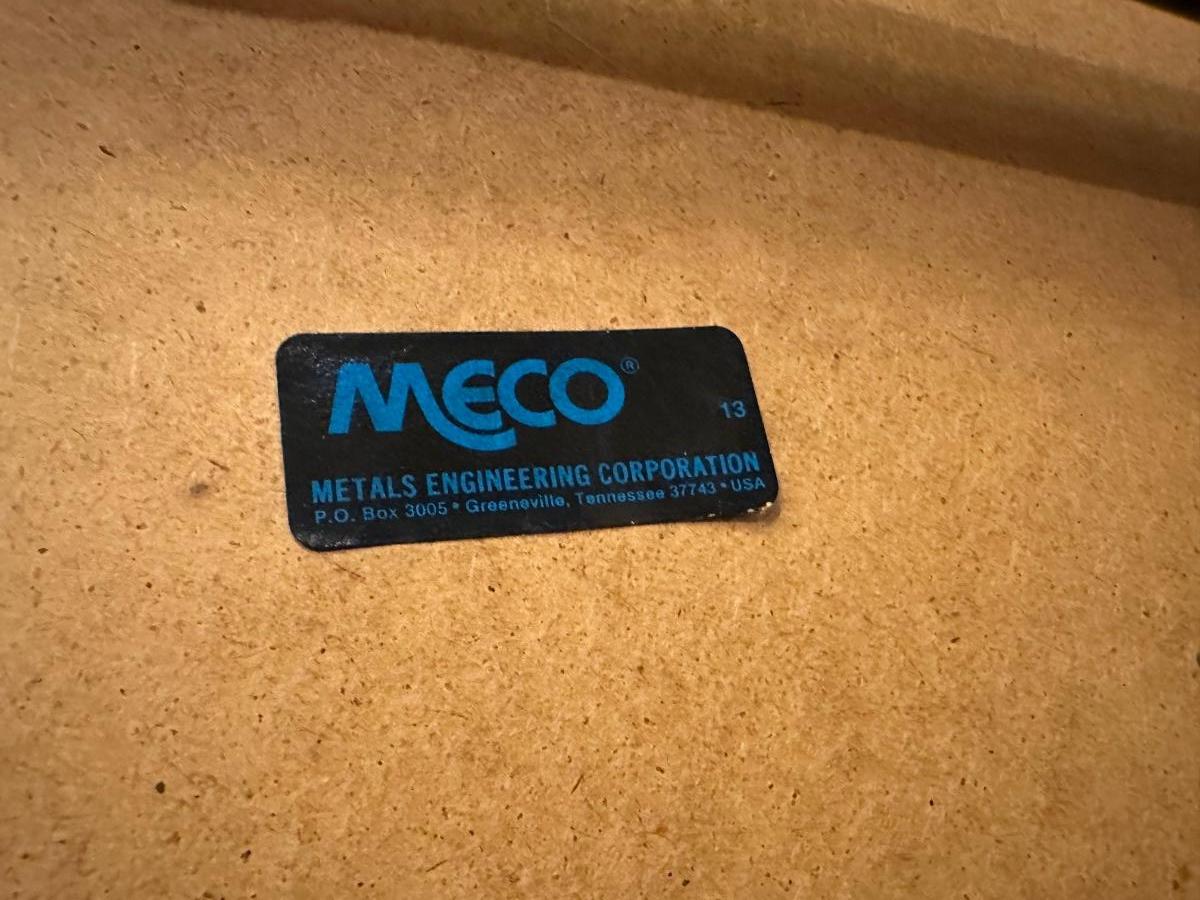 MECO®
13
METALS ENGINEERING CORPORATION
P.O. Box 3005 • Greeneville, Tennessee 37743 • USA